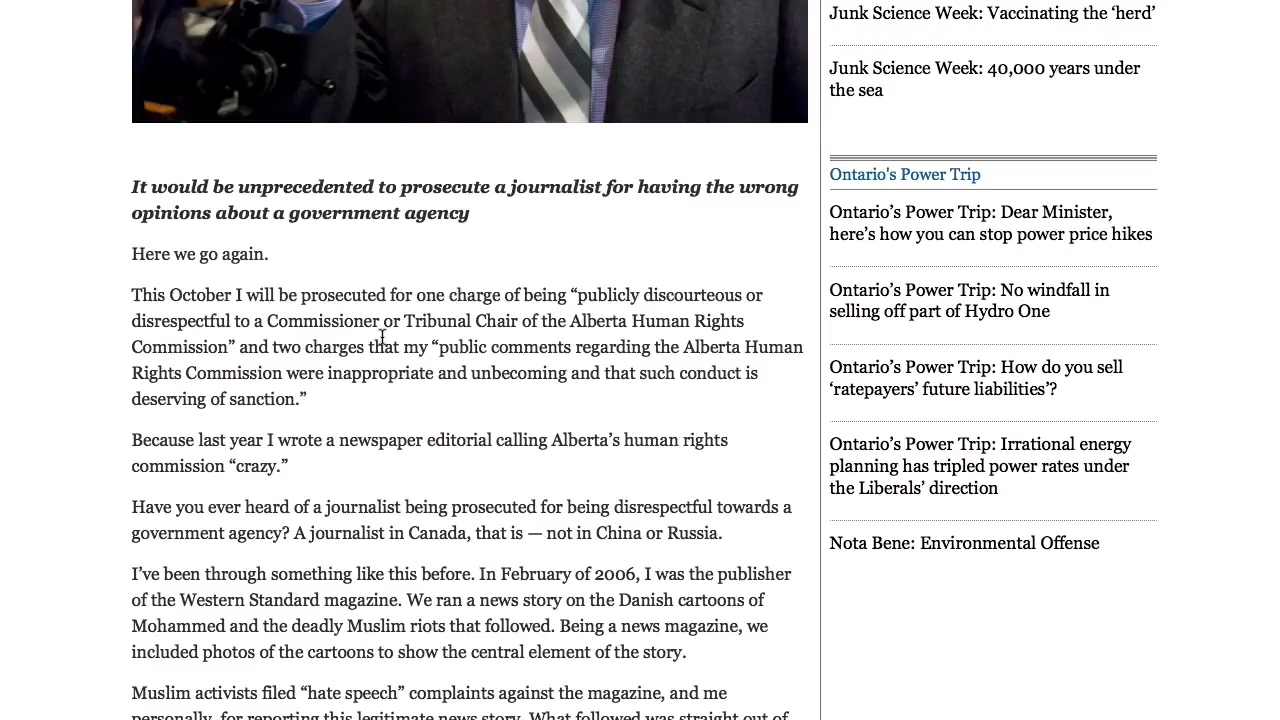 It would be unprecedented to prosecute a journalist for having the wrong
opinions about a government agency
Here we go again.
This October I will be prosecuted for one charge of being “publicly discourteous or
disrespectful to a Commissioner or Tribunal Chair of the Alberta Human Rights
Commission” and two charges that my “public comments regarding the Alberta Human
Rights Commission were inappropriate and unbecoming and that such conduct is
deserving of sanction.”
Because last year I wrote a newspaper editorial calling Alberta’s human rights
commission “crazy.”
Have you ever heard of a journalist being prosecuted for being disrespectful towards a
government agency? A journalist in Canada, that is — not in China or Russia.
I’ve been through something like this before. In February of 2006, I was the publisher
of the Western Standard magazine. We ran a news story on the Danish cartoons of
Mohammed and the deadly Muslim riots that followed. Being a news magazine, we
included photos of the cartoons to show the central element of the story.
Muslim activists filed “hate speech” complaints against the magazine, and me
personally, for reporting this legitimate news story. What followed was straight out of
Junk Science Week: Vaccinating the ‘herd’
Junk Science Week: 40,000 years under
the sea
Ontario's Power Trip
Ontario’s Power Trip: Dear Minister,
here’s how you can stop power price hikes
Ontario’s Power Trip: No windfall in
selling off part of Hydro One
Ontario’s Power Trip: How do you sell
‘ratepayers’ future liabilities’?
Ontario’s Power Trip: Irrational energy
planning has tripled power rates under
the Liberals’ direction
Nota Bene: Environmental Offense